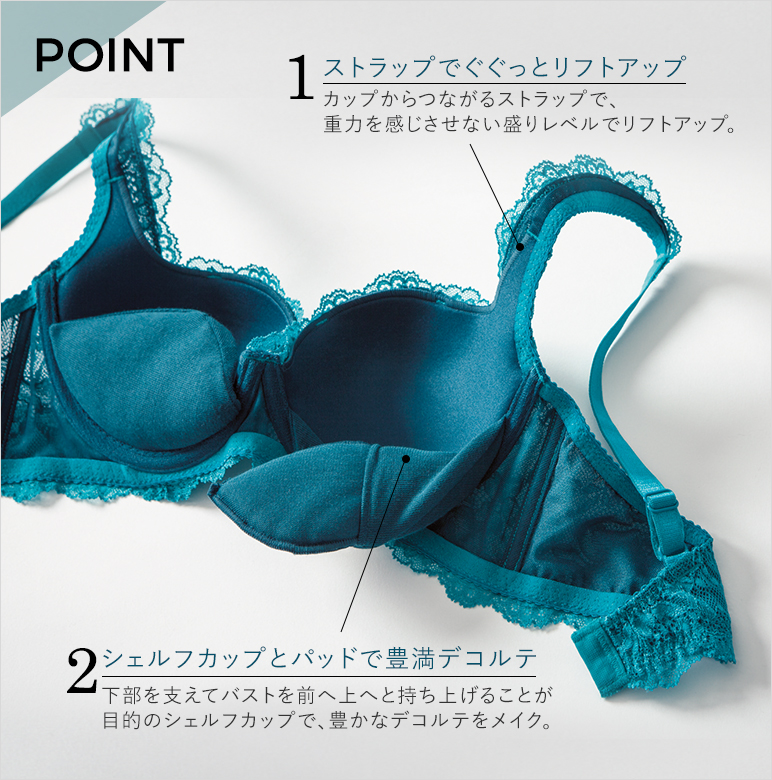 POINT
1 ストラップでぐぐっとリフトアップ
カップからつながるストラップで、
重力を感じさせない盛りレベルでリフトアップ。
2 シェルフカップとパッドで豊満デコルテ
下部を支えてバストを前へ上へと持ち上げることが
目的のシェルフカップで、豊かなデコルテをメイク。